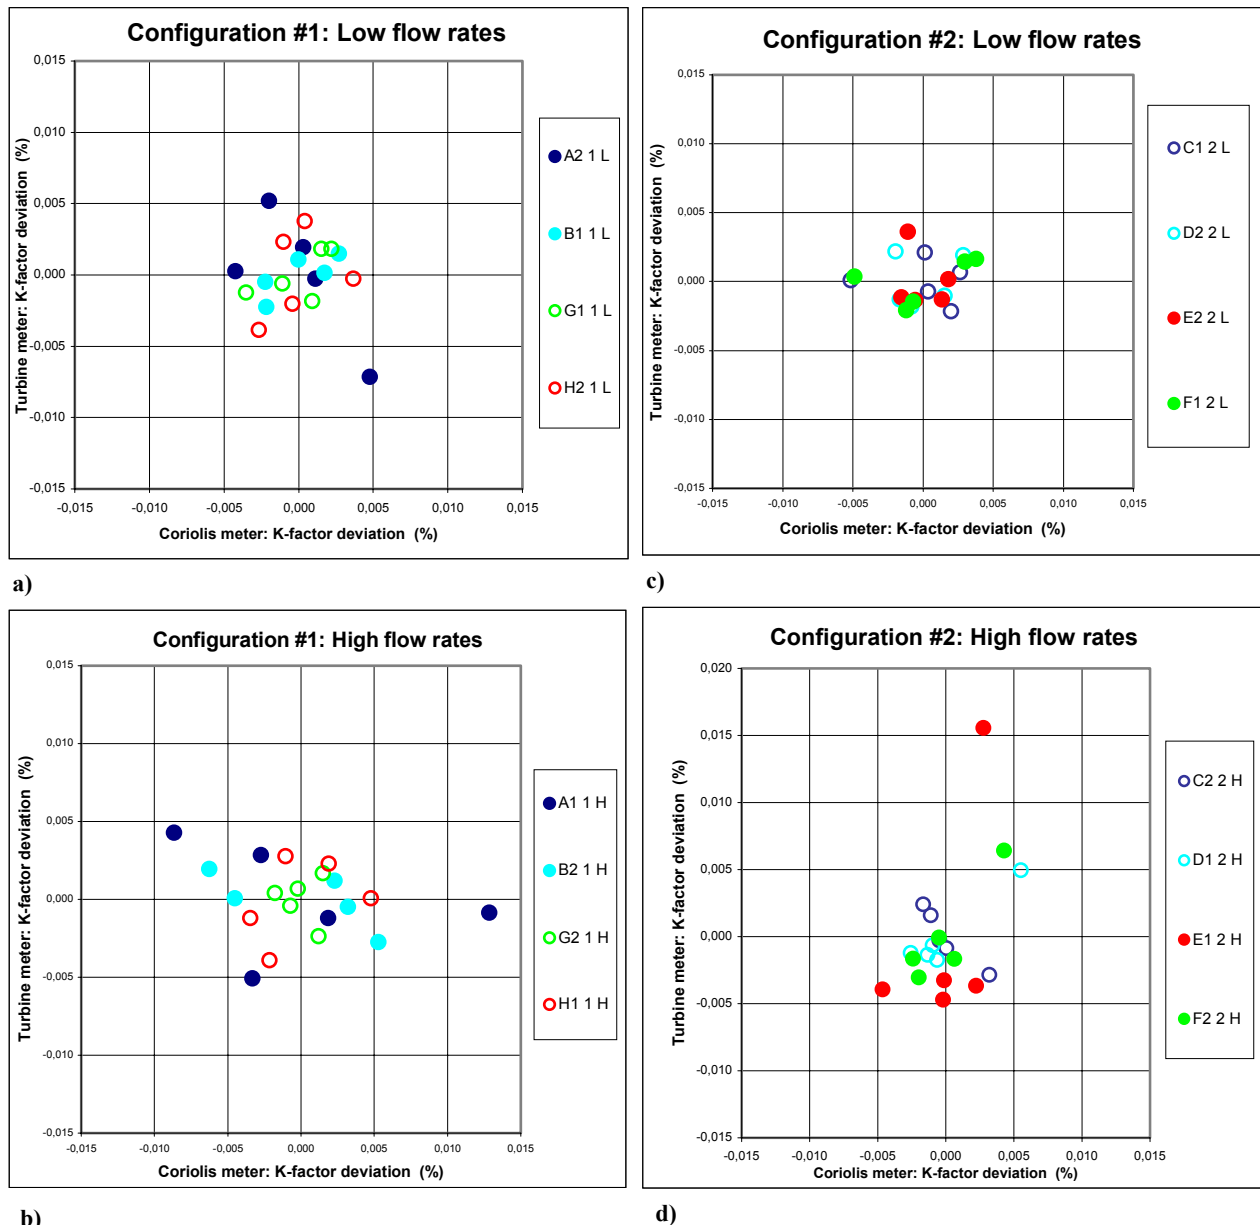 Configuration #1: Low flow rates
Turbine meter: K-factor deviation (%)
0,015
0,010
0,005
0,000
-0,005
-0,010
-0,015
-0,015 -0,010 -0,005 0,000 0,005 0,010 0,015
Coriolis meter: K-factor deviation (%)
A2 1 L
B1 1 L
G1 1 L
H2 1 L
a)
Configuration #2: Low flow rates
Turbine meter: K-factor deviation (%)
0,015
0,010
0,005
0,000
-0,005
-0,010
-0,015
-0,015 -0,010 -0,005 0,000 0,005 0,010 0,015
Coriolis meter: K-factor deviation (%)
C1 2 L
D2 2 L
E2 2 L
F1 2 L
c)
Configuration #1: High flow rates
Turbine meter: K-factor deviation (%)
0,015
0,010
0,005
0,000
-0,005
-0,010
-0,015
-0,015 -0,010 -0,005 0,000 0,005 0,010 0,015
Coriolis meter: K-factor deviation (%)
A1 1 H
B2 1 H
G2 1 H
H1 1 H
b)
Configuration #2: High flow rates
Turbine meter: K-factor deviation (%)
0,020
0,015
0,010
0,005
0,000
-0,005
-0,010
-0,015
-0,015 -0,010 -0,005 0,000 0,005 0,010 0,015
Coriolis meter: K-factor deviation (%)
C2 2 H
D1 2 H
E1 2 H
F2 2 H
d)